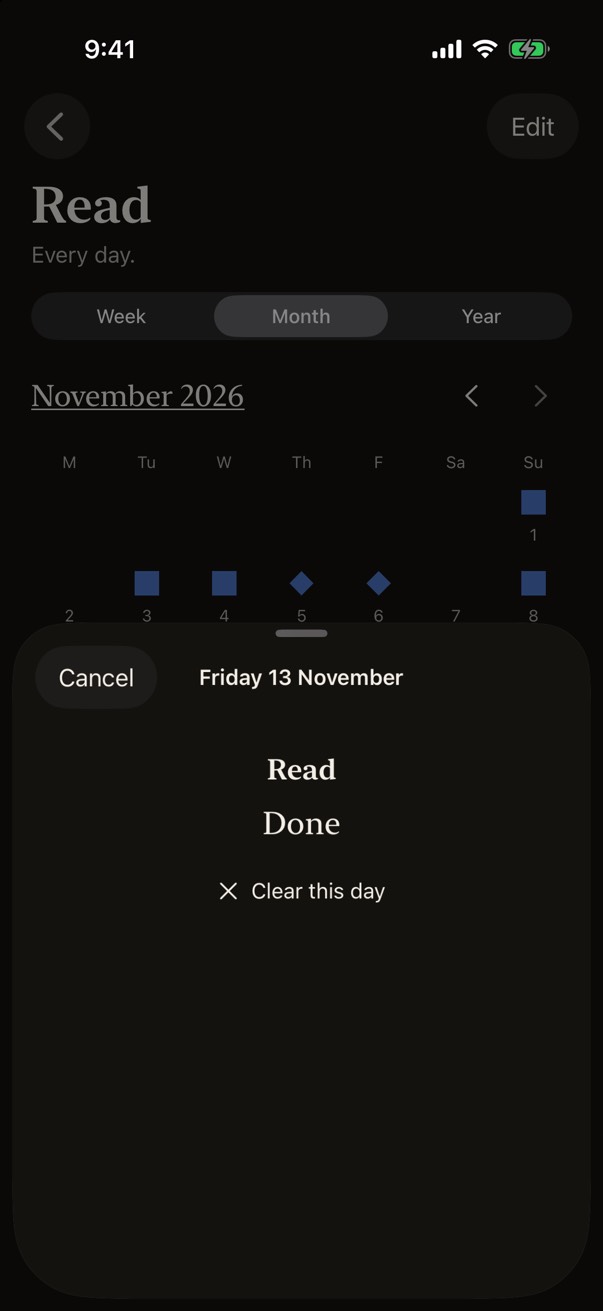 9:41
Edit
Read
Every day.
Week Month Year
November 2026
M Tu W Th F Sa Su
1
2 3 4 5 6 7 8
Cancel Friday 13 November
Read
Done
Clear this day